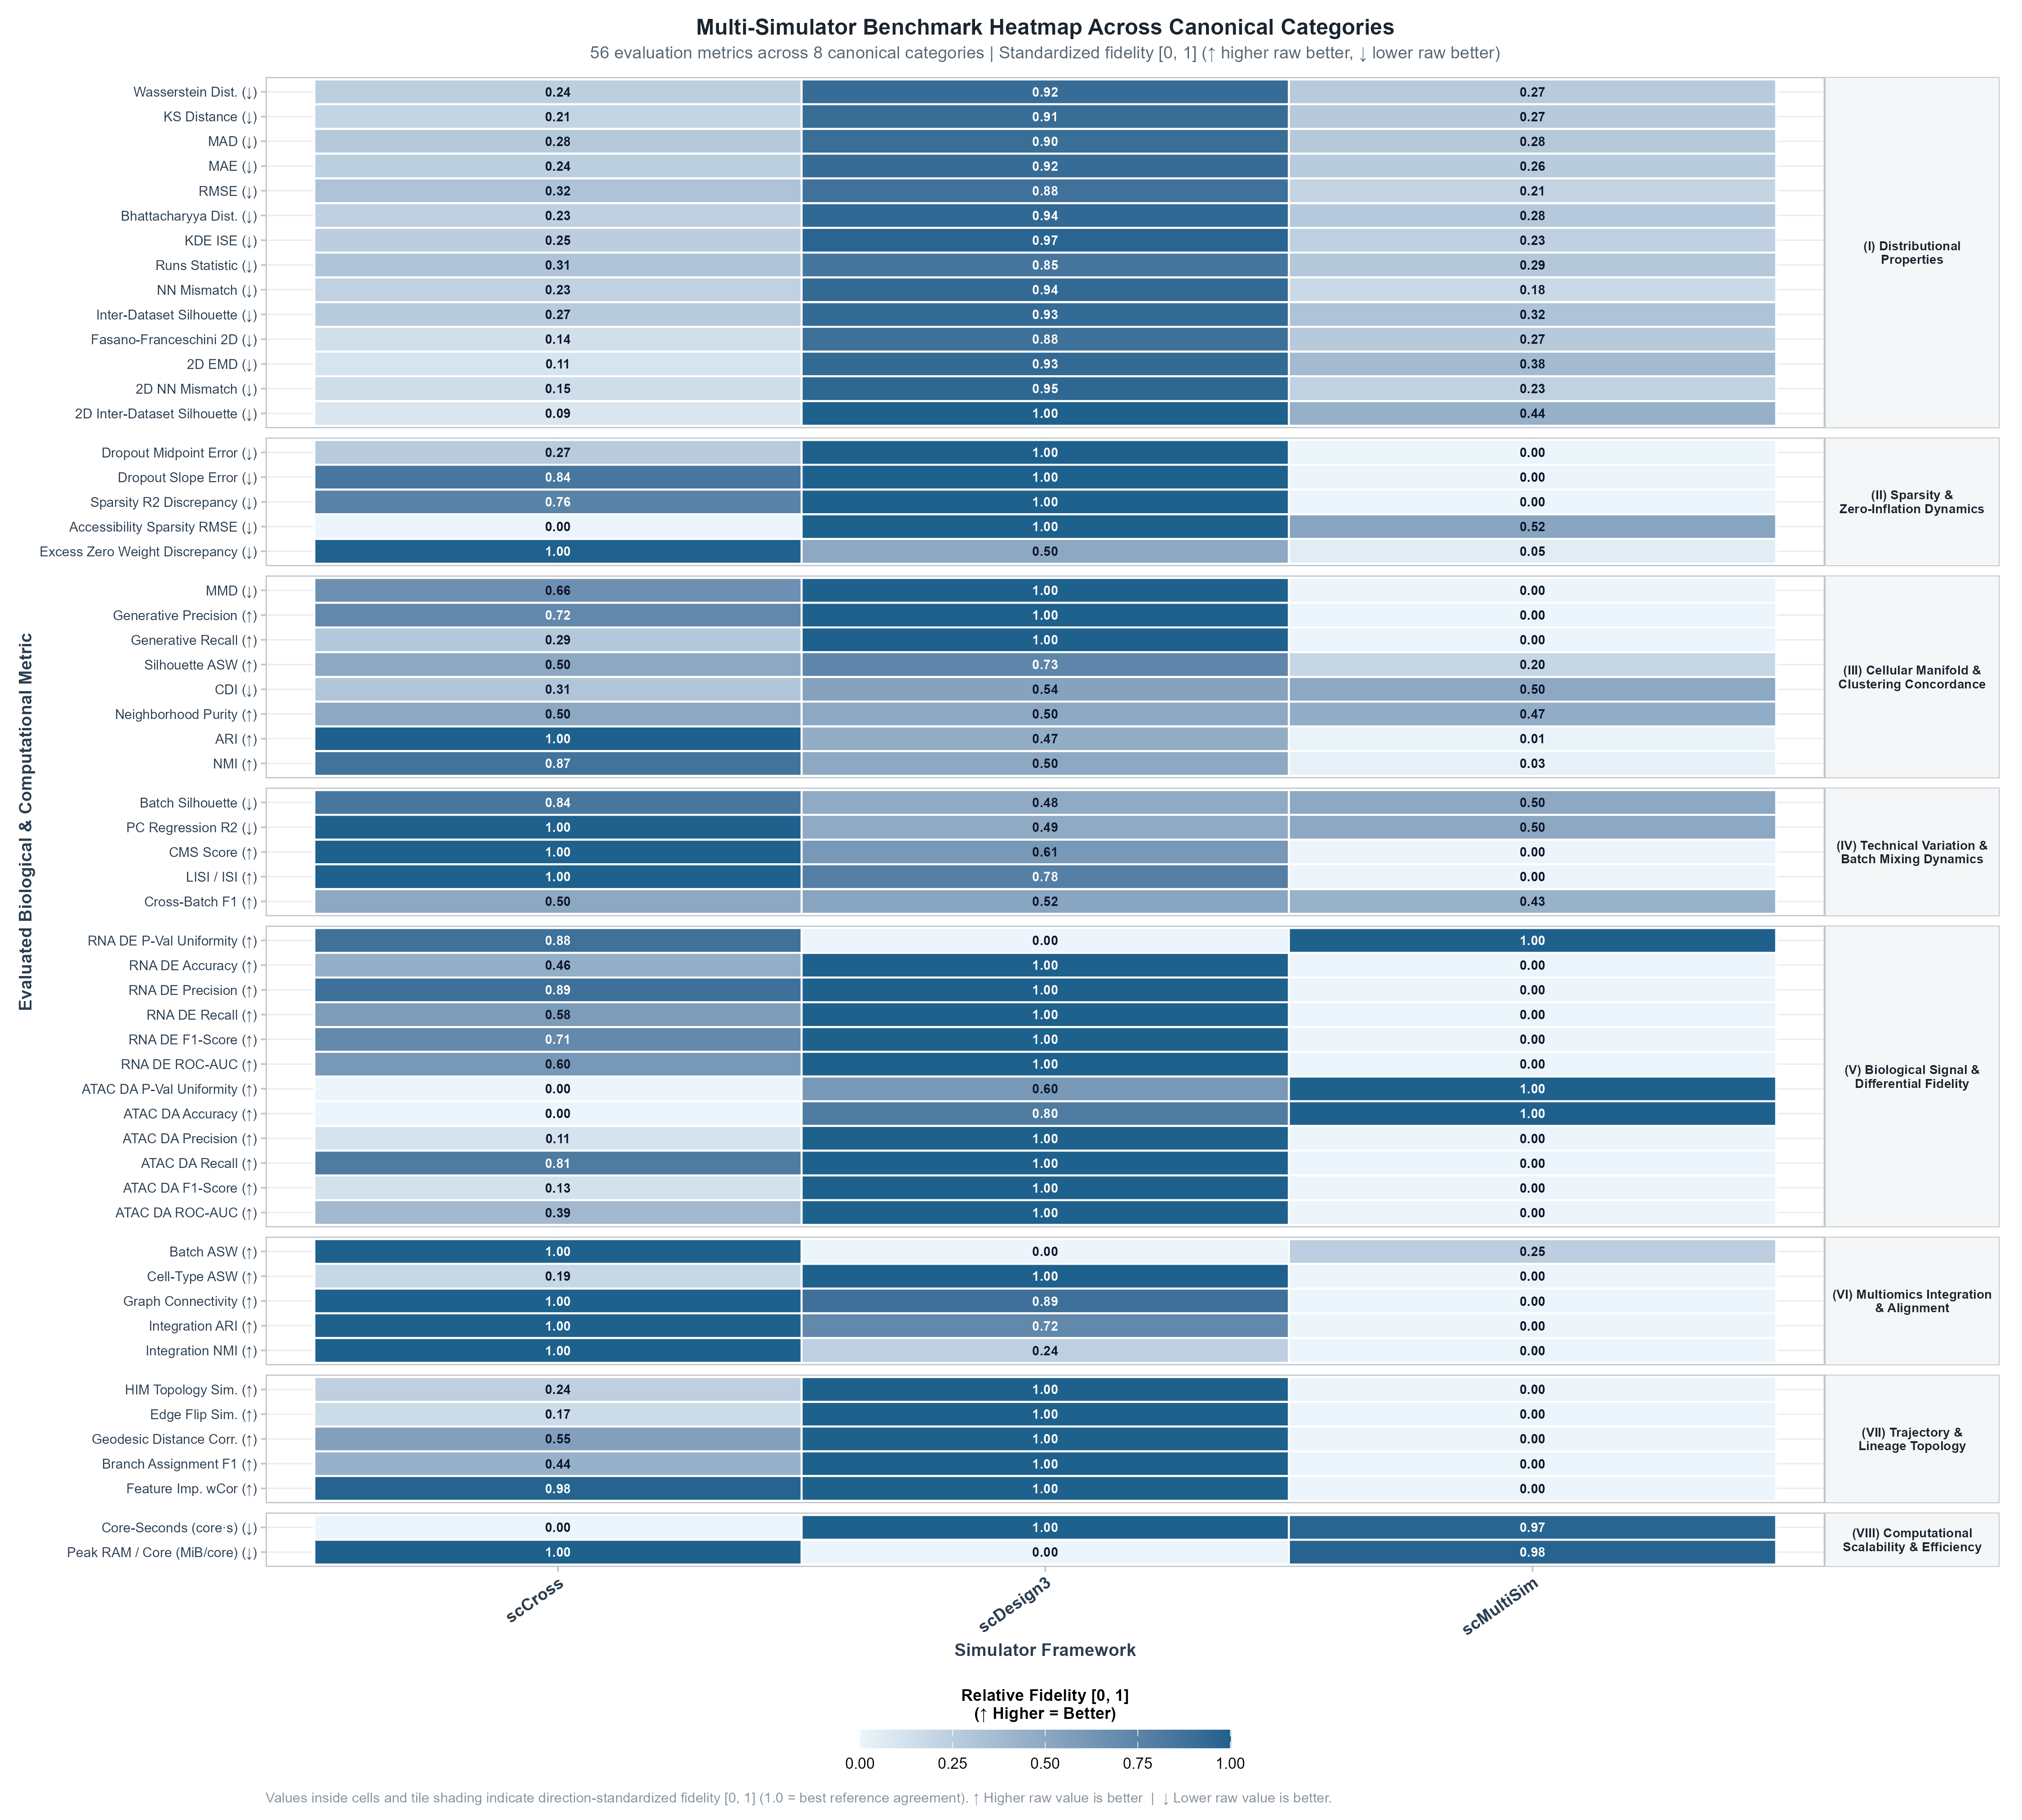 Multi-Simulator Benchmark Heatmap Across Canonical Categories
56 evaluation metrics across 8 canonical categories | Standardized fidelity [0, 1] (↑ higher raw better, ↓ lower raw better)
Evaluated Biological & Computational Metric
Wasserstein Dist. (↓) 0.24 0.92 0.27
KS Distance (↓) 0.21 0.91 0.27
MAD (↓) 0.28 0.90 0.28
MAE (↓) 0.24 0.92 0.26
RMSE (↓) 0.32 0.88 0.21
Bhattacharyya Dist. (↓) 0.23 0.94 0.28
KDE ISE (↓) 0.25 0.97 0.23
Runs Statistic (↓) 0.31 0.85 0.29
NN Mismatch (↓) 0.23 0.94 0.18
Inter-Dataset Silhouette (↓) 0.27 0.93 0.32
Fasano-Franceschini 2D (↓) 0.14 0.88 0.27
2D EMD (↓) 0.11 0.93 0.38
2D NN Mismatch (↓) 0.15 0.95 0.23
2D Inter-Dataset Silhouette (↓) 0.09 1.00 0.44
(I) Distributional
Properties
Dropout Midpoint Error (↓) 0.27 1.00 0.00
Dropout Slope Error (↓) 0.84 1.00 0.00
Sparsity R2 Discrepancy (↓) 0.76 1.00 0.00
Accessibility Sparsity RMSE (↓) 0.00 1.00 0.52
Excess Zero Weight Discrepancy (↓) 1.00 0.50 0.05
(II) Sparsity &
Zero-Inflation Dynamics
MMD (↓) 0.66 1.00 0.00
Generative Precision (↑) 0.72 1.00 0.00
Generative Recall (↑) 0.29 1.00 0.00
Silhouette ASW (↑) 0.50 0.73 0.20
CDI (↓) 0.31 0.54 0.50
Neighborhood Purity (↑) 0.50 0.50 0.47
ARI (↑) 1.00 0.47 0.01
NMI (↑) 0.87 0.50 0.03
(III) Cellular Manifold &
Clustering Concordance
Batch Silhouette (↓) 0.84 0.48 0.50
PC Regression R2 (↓) 1.00 0.49 0.50
CMS Score (↑) 1.00 0.61 0.00
LISI / ISI (↑) 1.00 0.78 0.00
Cross-Batch F1 (↑) 0.50 0.52 0.43
(IV) Technical Variation &
Batch Mixing Dynamics
RNA DE P-Val Uniformity (↑) 0.88 0.00 1.00
RNA DE Accuracy (↑) 0.46 1.00 0.00
RNA DE Precision (↑) 0.89 1.00 0.00
RNA DE Recall (↑) 0.58 1.00 0.00
RNA DE F1-Score (↑) 0.71 1.00 0.00
RNA DE ROC-AUC (↑) 0.60 1.00 0.00
ATAC DA P-Val Uniformity (↑) 0.00 0.60 1.00
ATAC DA Accuracy (↑) 0.00 0.80 1.00
ATAC DA Precision (↑) 0.11 1.00 0.00
ATAC DA Recall (↑) 0.81 1.00 0.00
ATAC DA F1-Score (↑) 0.13 1.00 0.00
ATAC DA ROC-AUC (↑) 0.39 1.00 0.00
(V) Biological Signal &
Differential Fidelity
Batch ASW (↑) 1.00 0.00 0.25
Cell-Type ASW (↑) 0.19 1.00 0.00
Graph Connectivity (↑) 1.00 0.89 0.00
Integration ARI (↑) 1.00 0.72 0.00
Integration NMI (↑) 1.00 0.24 0.00
(VI) Multiomics Integration
& Alignment
HIM Topology Sim. (↑) 0.24 1.00 0.00
Edge Flip Sim. (↑) 0.17 1.00 0.00
Geodesic Distance Corr. (↑) 0.55 1.00 0.00
Branch Assignment F1 (↑) 0.44 1.00 0.00
Feature Imp. wCor (↑) 0.98 1.00 0.00
(VII) Trajectory &
Lineage Topology
Core-Seconds (core·s) (↓) 0.00 1.00 0.97
Peak RAM / Core (MiB/core) (↓) 1.00 0.00 0.98
(VIII) Computational
Scalability & Efficiency
scCross scDesign3 scMultiSim
Simulator Framework
Relative Fidelity [0, 1]
(↑ Higher = Better)
0.00 0.25 0.50 0.75 1.00
Values inside cells and tile shading indicate direction-standardized fidelity [0, 1] (1.0 = best reference agreement). ↑ Higher raw value is better | ↓ Lower raw value is better.